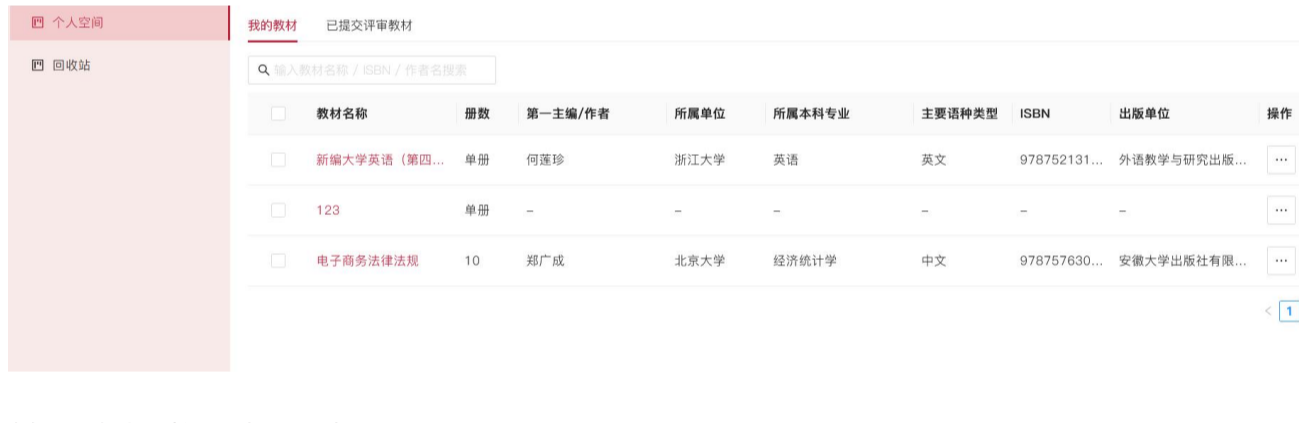 个人空间
回收站
我的教材 已提交评审教材
输入教材名称 / ISBN / 作者名搜索
教材名称 册数 第一主编/作者 所属单位 所属本科专业 主要语种类型 ISBN 出版单位 操作
新编大学英语（第四... 单册 何莲珍 浙江大学 英语 英文 978752131... 外语教学与研究出版... ...
123 单册 – – – – – – ...
电子商务法律法规 10 郑广成 北京大学 经济统计学 中文 978757630... 安徽大学出版社有限... ...
< 1